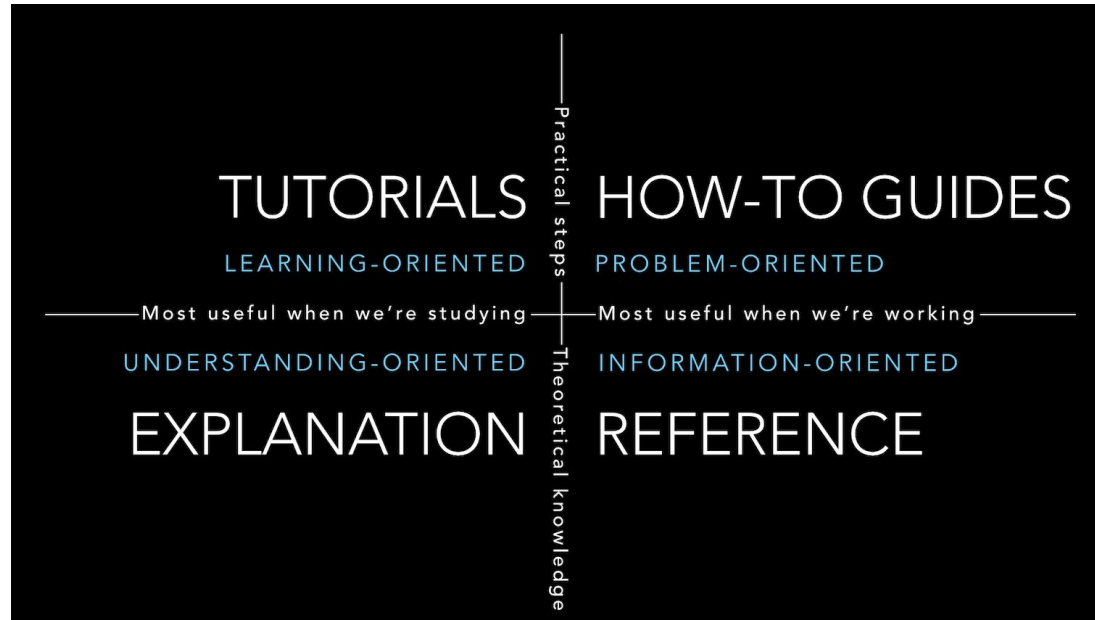 Practical steps
TUTORIALS
HOW-TO GUIDES
LEARNING-ORIENTED
PROBLEM-ORIENTED
Most useful when we're studying
Most useful when we're working
UNDERSTANDING-ORIENTED
INFORMATION-ORIENTED
EXPLANATION
REFERENCE
Theoretical knowledge